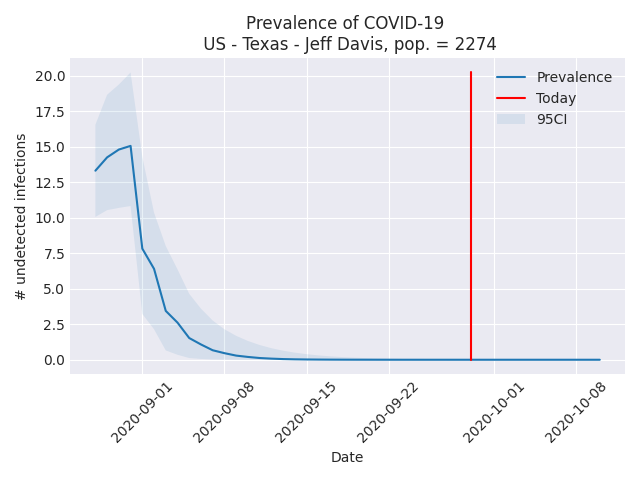 Prevalence of COVID-19
US - Texas - Jeff Davis, pop. = 2274
20.0
17.5
15.0
12.5
10.0
7.5
5.0
2.5
0.0
# undetected infections
Prevalence
Today
95CI
2020-09-01
2020-09-08
2020-09-15
2020-09-22
2020-10-01
2020-10-08
Date